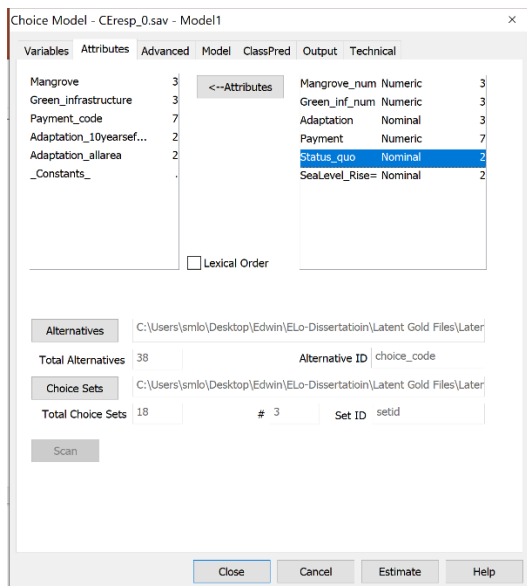 Choice Model - CEresp_0.sav - Model1 ×
Variables Attributes Advanced Model ClassPred Output Technical
Mangrove 3
Green_infrastructure 3
Payment_code 7
Adaptation_10yearsef... 2
Adaptation_allarea 2
_Constants_ .
<--Attributes
Mangrove_num Numeric 3
Green_inf_num Numeric 3
Adaptation Nominal 3
Payment Numeric 7
Status_quo Nominal 2
SeaLevel_Rise= Nominal 2
Lexical Order
Alternatives C:\Users\smlo\Desktop\Edwin\ELo-Dissertatioin\Latent Gold Files\Later
Total Alternatives 38 Alternative ID choice_code
Choice Sets C:\Users\smlo\Desktop\Edwin\ELo-Dissertatioin\Latent Gold Files\Later
Total Choice Sets 18 # 3 Set ID setid
Scan
Close Cancel Estimate Help